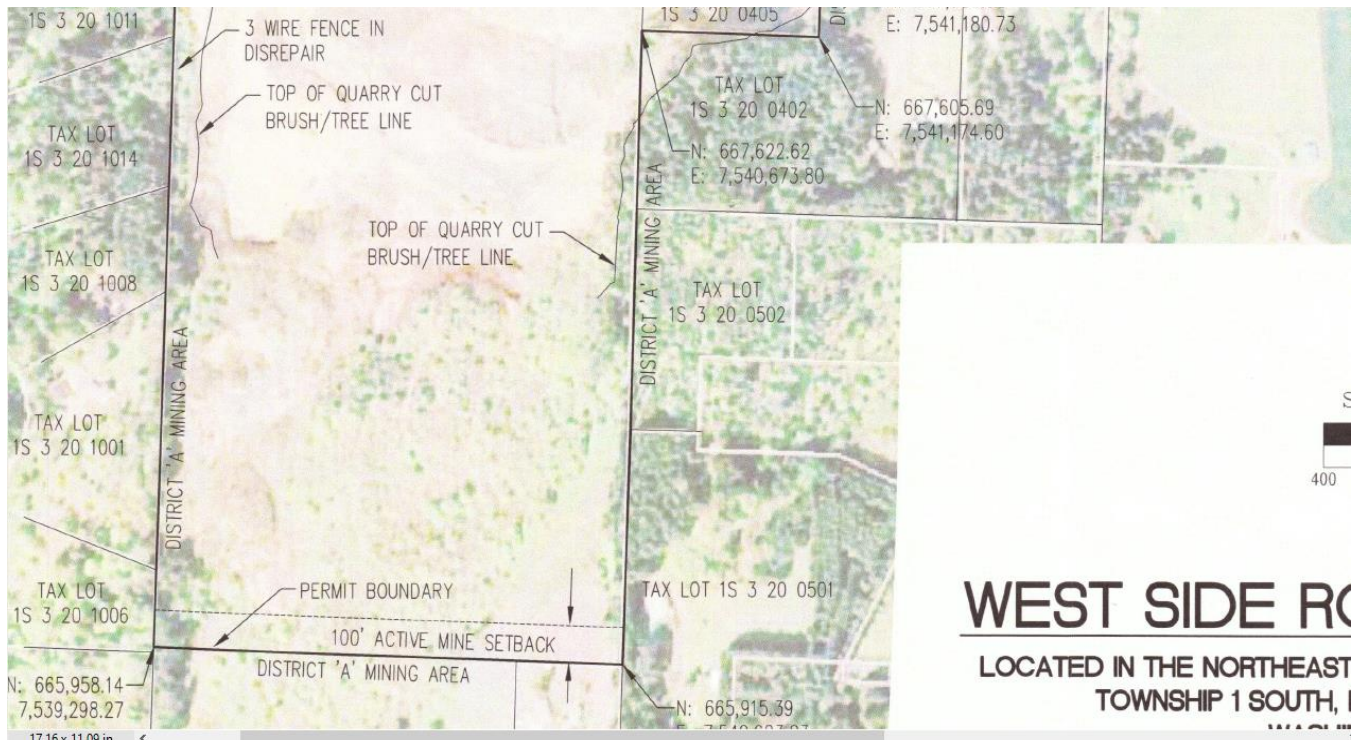 1S 3 20 1011
3 WIRE FENCE IN
DISREPAIR
TOP OF QUARRY CUT
BRUSH/TREE LINE
TAX LOT
1S 3 20 1014
TOP OF QUARRY CUT
BRUSH/TREE LINE
TAX LOT
1S 3 20 1008
DISTRICT 'A' MINING AREA
TAX LOT
1S 3 20 1001
TAX LOT
1S 3 20 1006
PERMIT BOUNDARY
100' ACTIVE MINE SETBACK
DISTRICT 'A' MINING AREA
N: 665,958.14
7,539,298.27
1S 3 20 0405
E: 7,541,180.73
TAX LOT
1S 3 20 0402
N: 667,605.69
E: 7,541,174.60
N: 667,622.62
E: 7,540,673.80
DISTRICT 'A' MINING AREA
TAX LOT
1S 3 20 0502
TAX LOT 1S 3 20 0501
N: 665,915.39
400
WEST SIDE RO
LOCATED IN THE NORTHEAST
TOWNSHIP 1 SOUTH,
17.16 x 11.09 in